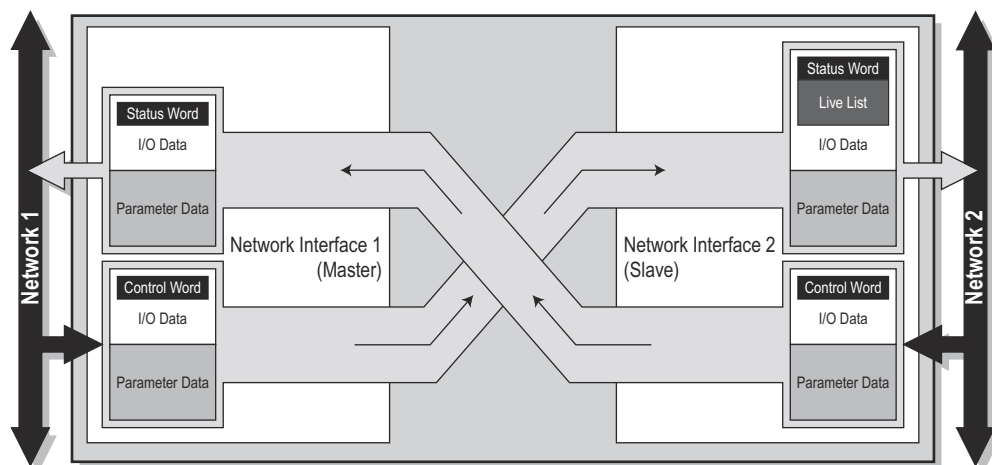 Network 1
Status Word
I/O Data
Parameter Data
Control Word
I/O Data
Parameter Data
Network Interface 1
(Master)
Network Interface 2
(Slave)
Status Word
Live List
I/O Data
Parameter Data
Control Word
I/O Data
Parameter Data
Network 2